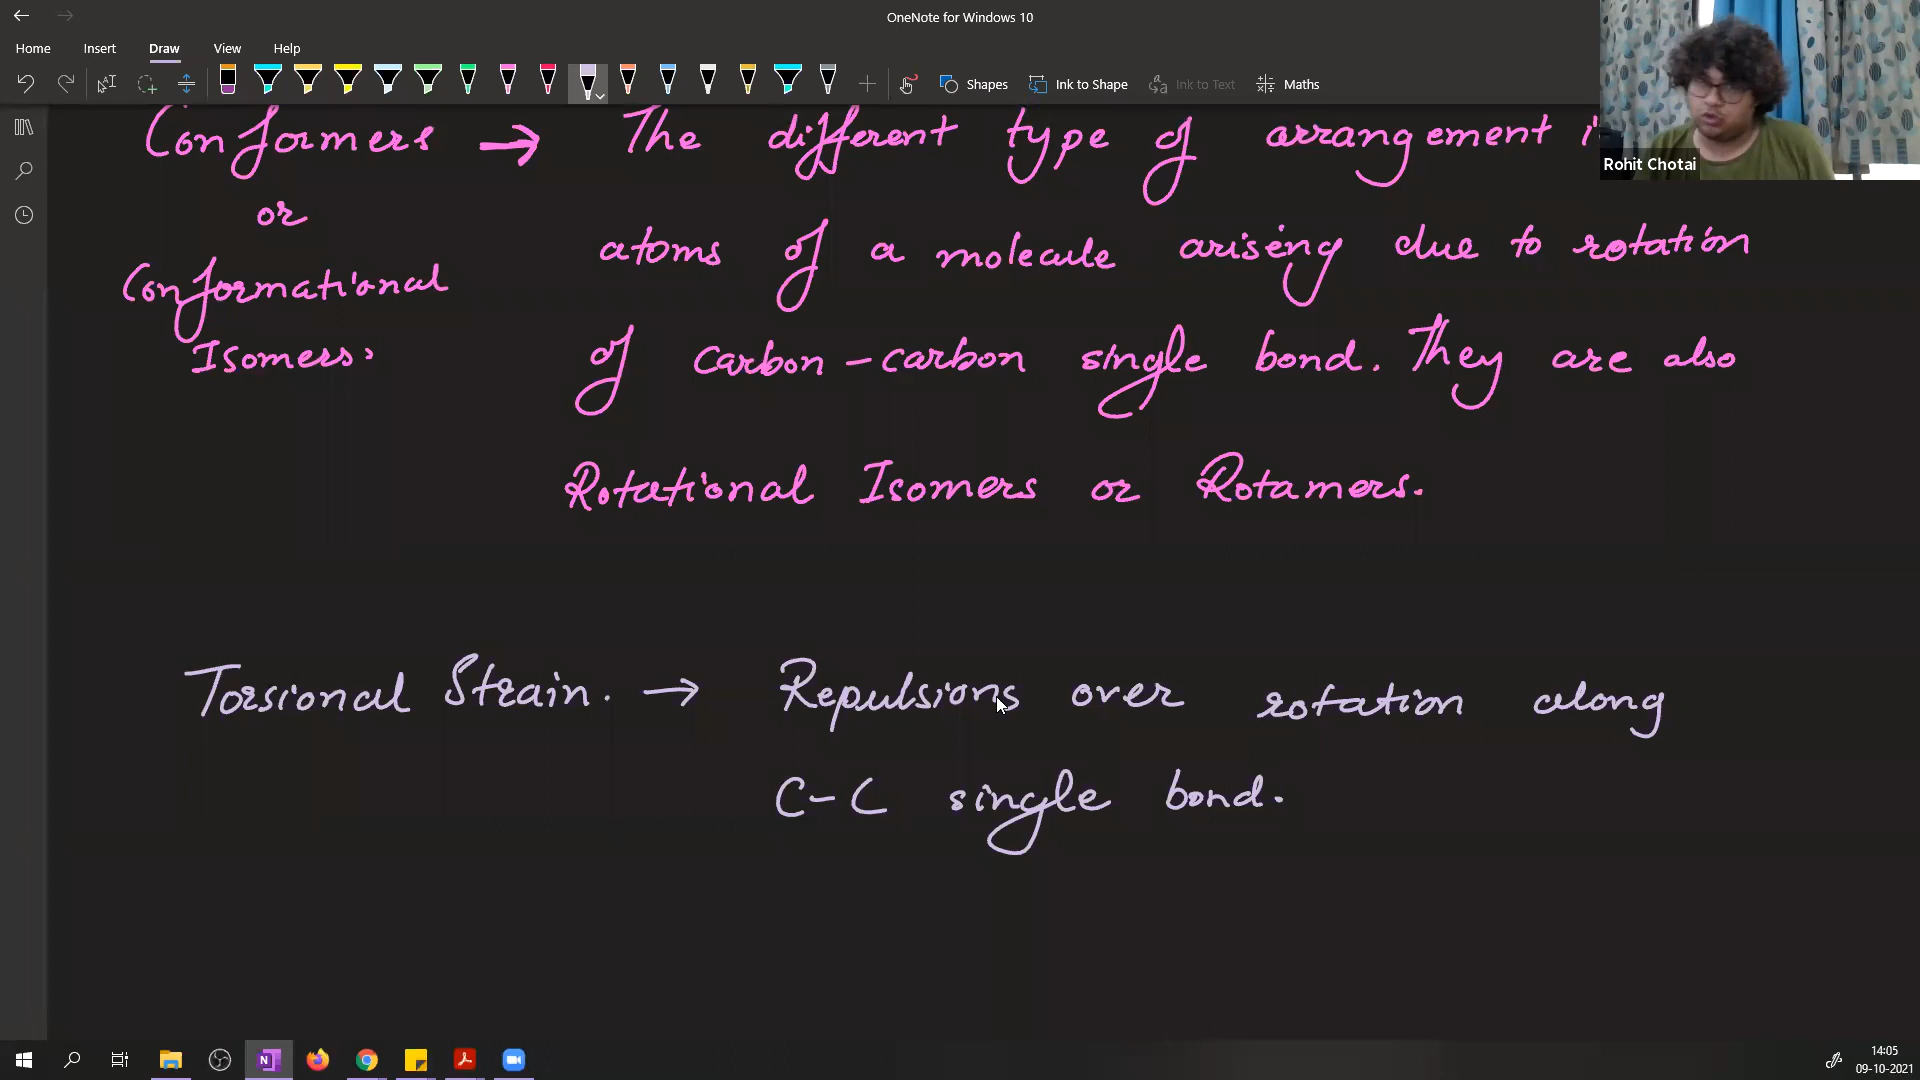 OneNote for Windows 10
Home Insert Draw View Help
Shapes Ink to Shape Ink to Text Maths
Rohit Chotai
Conformers → The different type of arrangement
or
atoms of a molecule arising due to rotation
Conformational
Isomers: of carbon-carbon single bond. They are also
Rotational Isomers or Rotamers.
Torsional Strain. → Repulsions over rotation along
C-C single bond.
14:05
09-10-2021